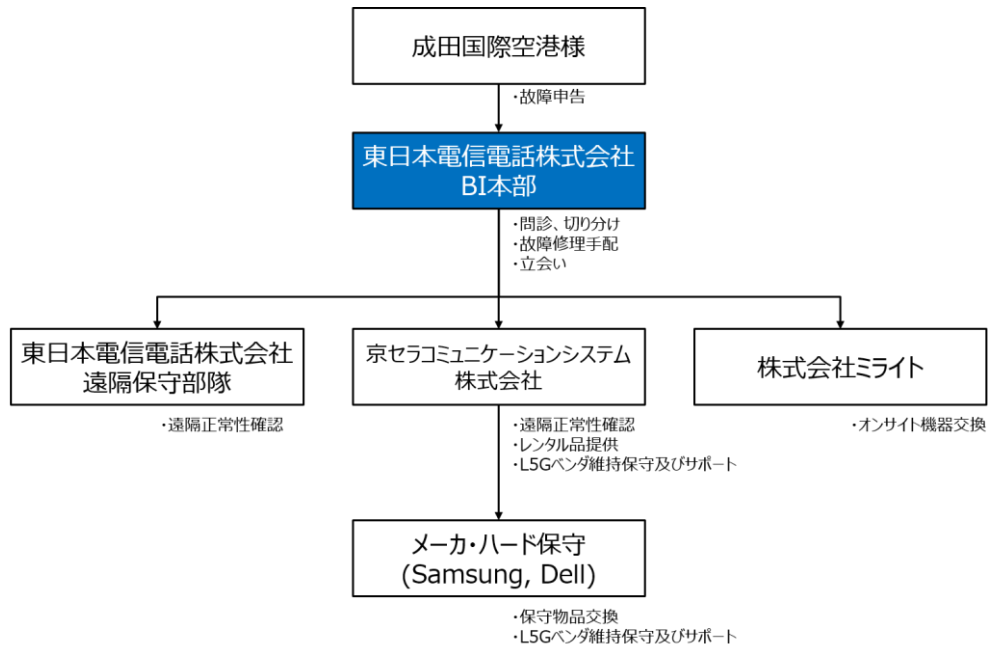 成田国際空港様
・故障申告
東日本電信電話株式会社
BI本部
・問診、切り分け
・故障修理手配
・立会い
東日本電信電話株式会社
遠隔保守部隊
・遠隔正常性確認
京セラコミュニケーションシステム
株式会社
・遠隔正常性確認
・レンタル品提供
・L5Gベンダ維持保守及びサポート
株式会社ミライト
・オンサイト機器交換
メーカ・ハード保守
(Samsung, Dell)
・保守物品交換
・L5Gベンダ維持保守及びサポート